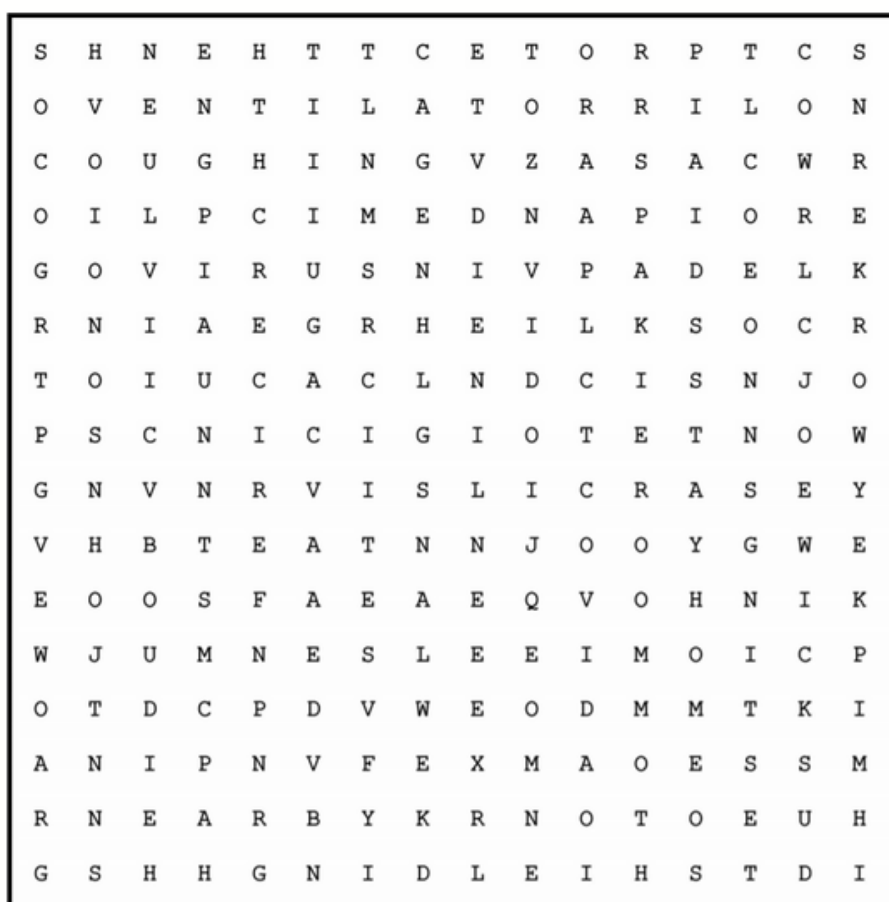 S H N E H T T C E T O R P T C S
O V E N T I L A T O R R I L O N
C O U G H I N G V Z A S A C W R
O I L P C I M E D N A P I O R E
G O V I R U S N I V P A D E L K
R N I A E G R H E I L K S O C R
T O I U C A C L N D C I S N J O
P S C N I C I G I O T E T N O W
G N V N R V I S L I C R A S E Y
V H B T E A T N N J O O Y G W E
E O O S F A E A E Q V O H N I K
W J U M N E S L E E I M O I C P
O T D C P D V W E O D M M T K I
A N I P N V F E X M A O E S S M
R N E A R B Y K R N O T O E U H
G S H H G N I D L E I H S T D I